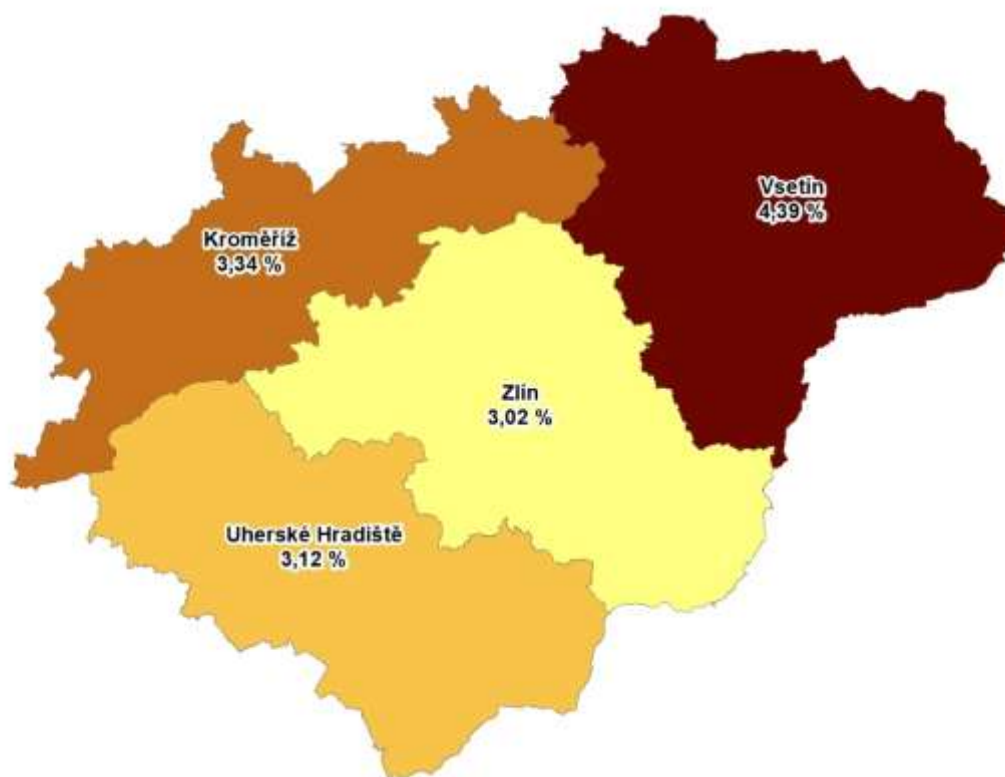 Vsetín
4,39 %
Kroměříž
3,34 %
Zlín
3,02 %
Uherské Hradiště
3,12 %